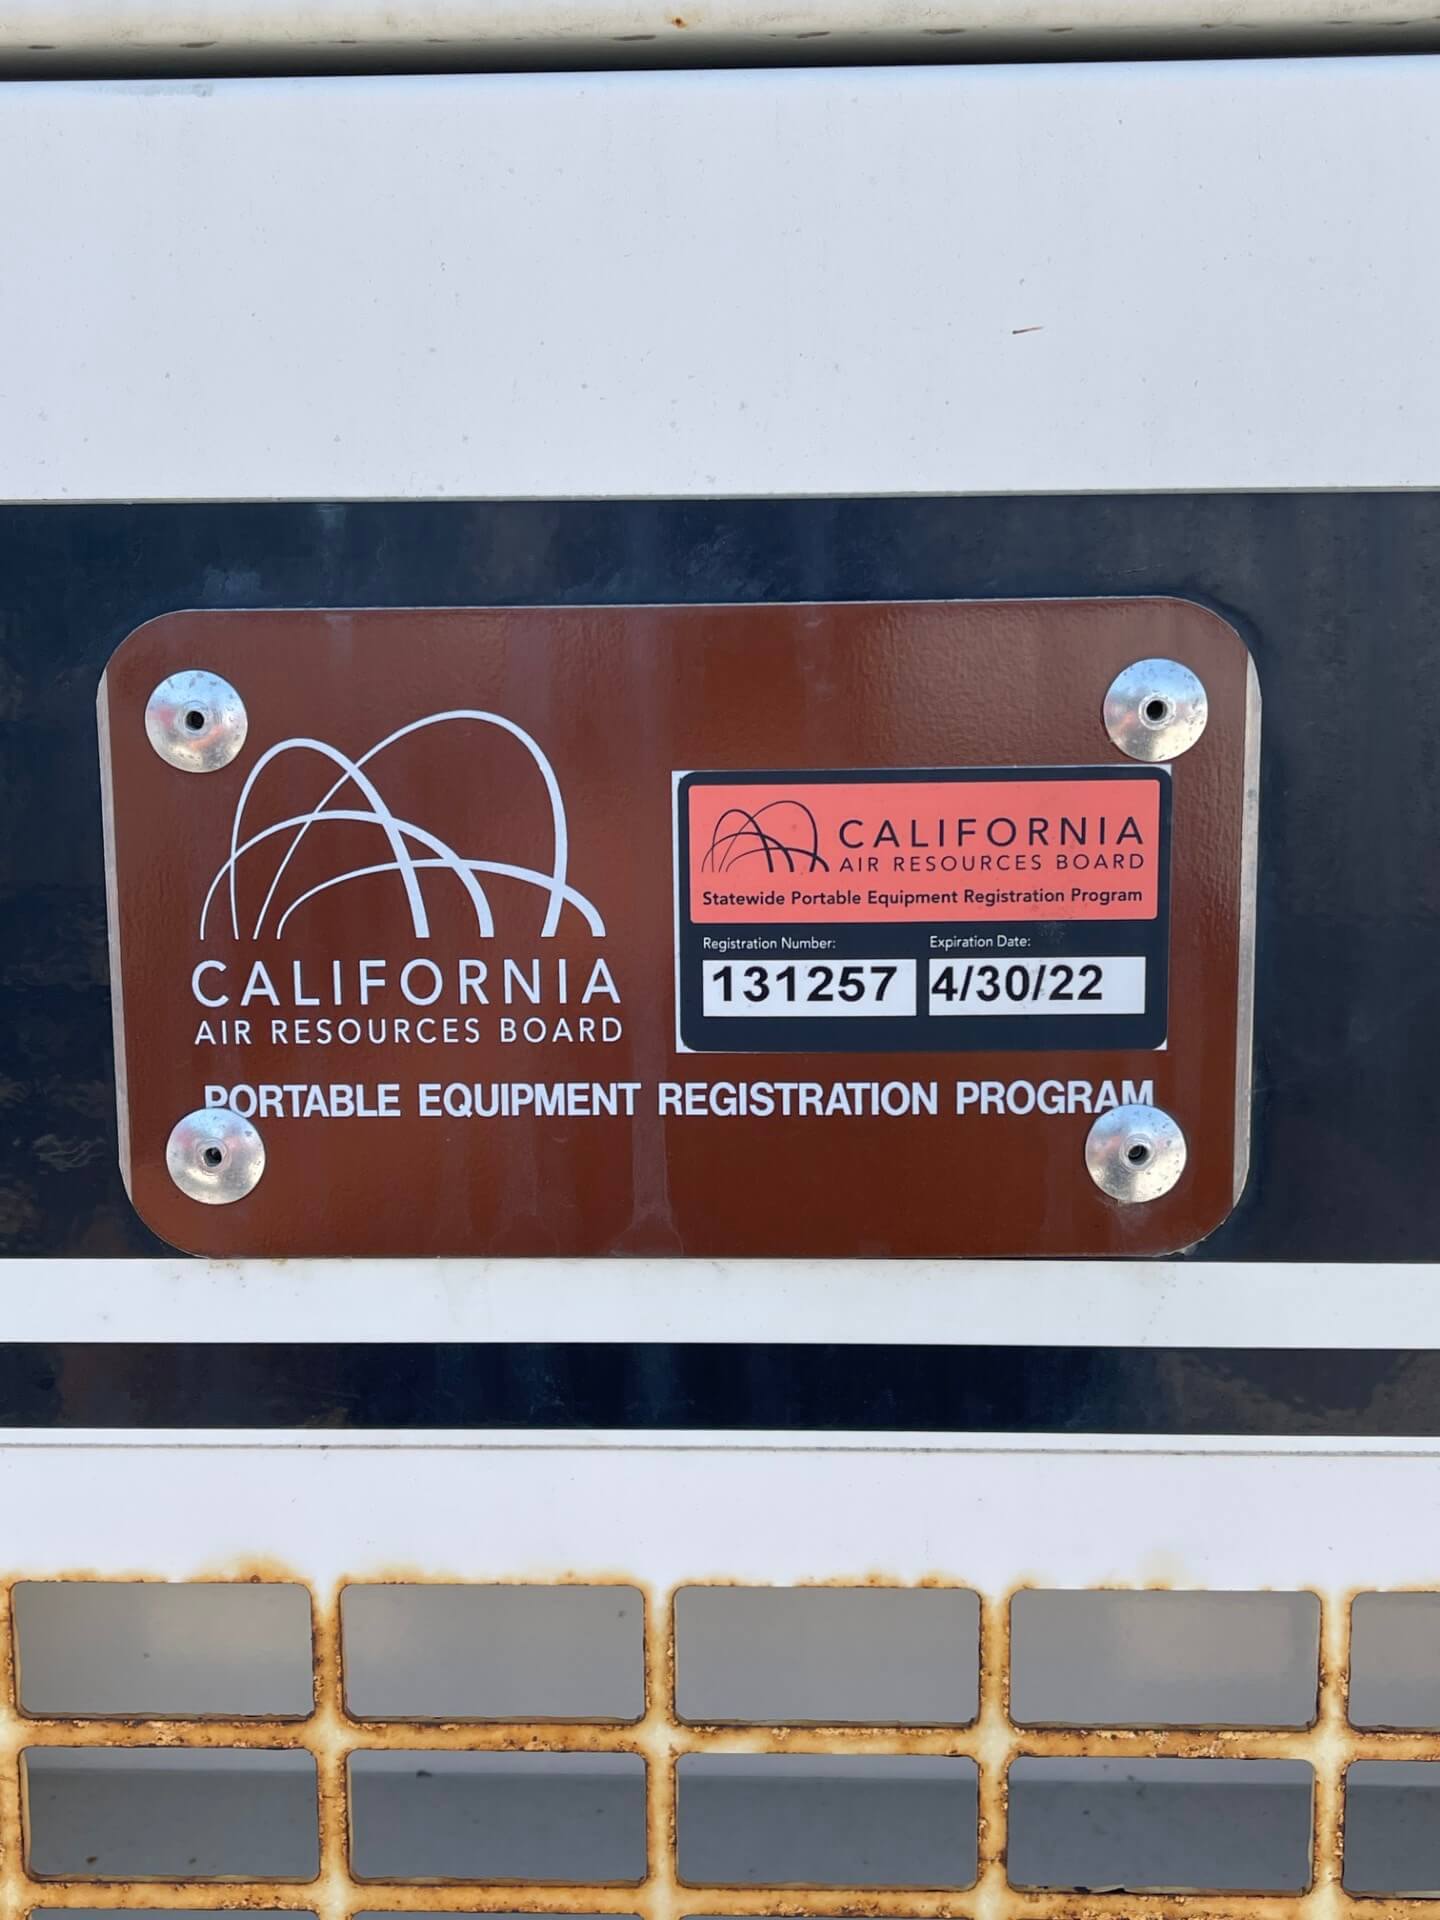 CALIFORNIA
AIR RESOURCES BOARD
CALIFORNIA
AIR RESOURCES BOARD
Statewide Portable Equipment Registration Program
Registration Number: Expiration Date:
131257 4/30/22
PORTABLE EQUIPMENT REGISTRATION PROGRAM